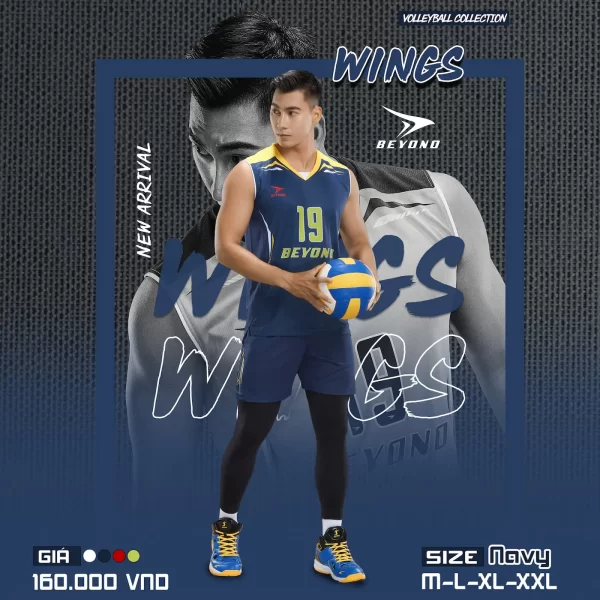 VOLLEYBALL COLLECTION
WINGS
BEYOND
NEW ARRIVAL
19
BEYOND
WINGS
WINGS
19
BEYOND
GIÁ
160.000 VND
SIZE Navy
M-L-XL-XXL